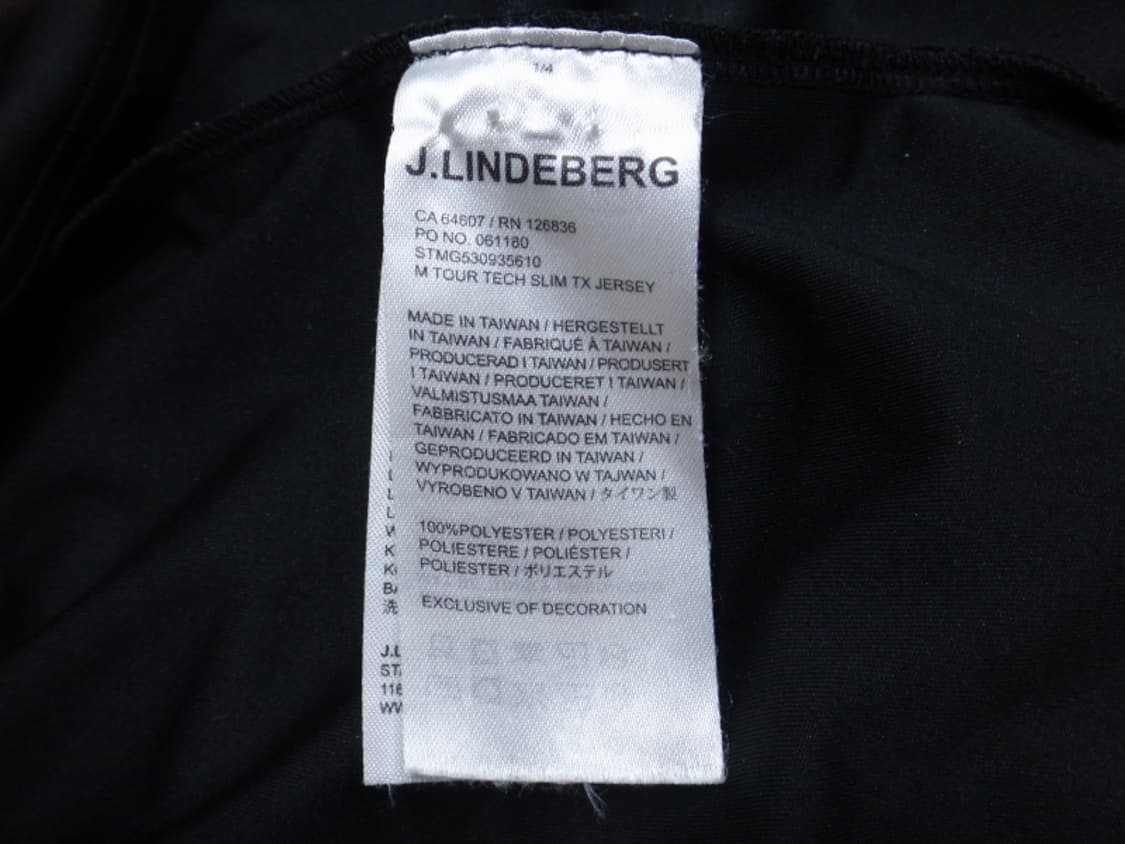 1/4
J.LINDEBERG
CA 64607 / RN 126836
PO NO. 061180
STMG530935610
M TOUR TECH SLIM TX JERSEY
MADE IN TAIWAN / HERGESTELLT
IN TAIWAN / FABRIQUÉ À TAIWAN /
PRODUCERAD I TAIWAN / PRODUSERT
I TAIWAN / PRODUCERET I TAIWAN /
VALMISTUSMAA TAIWAN /
FABBRICATO IN TAIWAN / HECHO EN
TAIWAN / FABRICADO EM TAIWAN /
GEPRODUCEERD IN TAIWAN /
WYPRODUKOWANO W TAJWAN /
VYROBENO V TAIWAN / タイワン製
100%POLYESTER / POLYESTERI /
POLIESTERE / POLIÉSTER /
POLIESTER / ポリエステル
EXCLUSIVE OF DECORATION